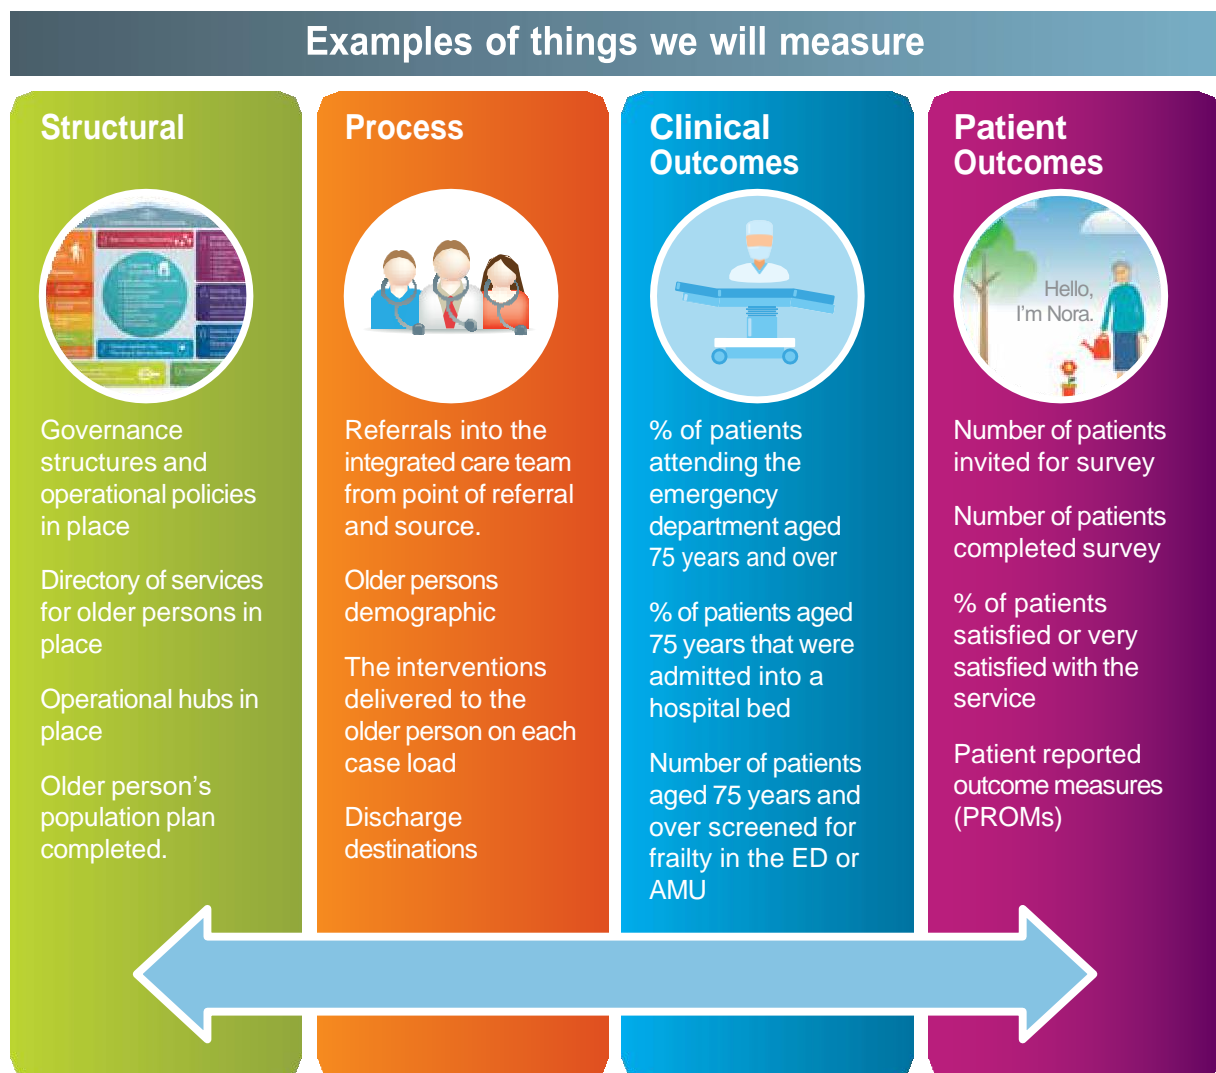 Examples of things we will measure
Structural
Governance
structures and
operational policies
in place
Directory of services
for older persons in
place
Operational hubs in
place
Older person’s
population plan
completed.
Process
Referrals into the
integrated care team
from point of referral
and source.
Older persons
demographic
The interventions
delivered to the
older person on each
case load
Discharge
destinations
Clinical
Outcomes
% of patients
attending the
emergency
department aged
75 years and over
% of patients aged
75 years that were
admitted into a
hospital bed
Number of patients
aged 75 years and
over screened for
frailty in the ED or
AMU
Patient
Outcomes
Hello,
I’m Nora.
Number of patients
invited for survey
Number of patients
completed survey
% of patients
satisfied or very
satisfied with the
service
Patient reported
outcome measures
(PROMs)